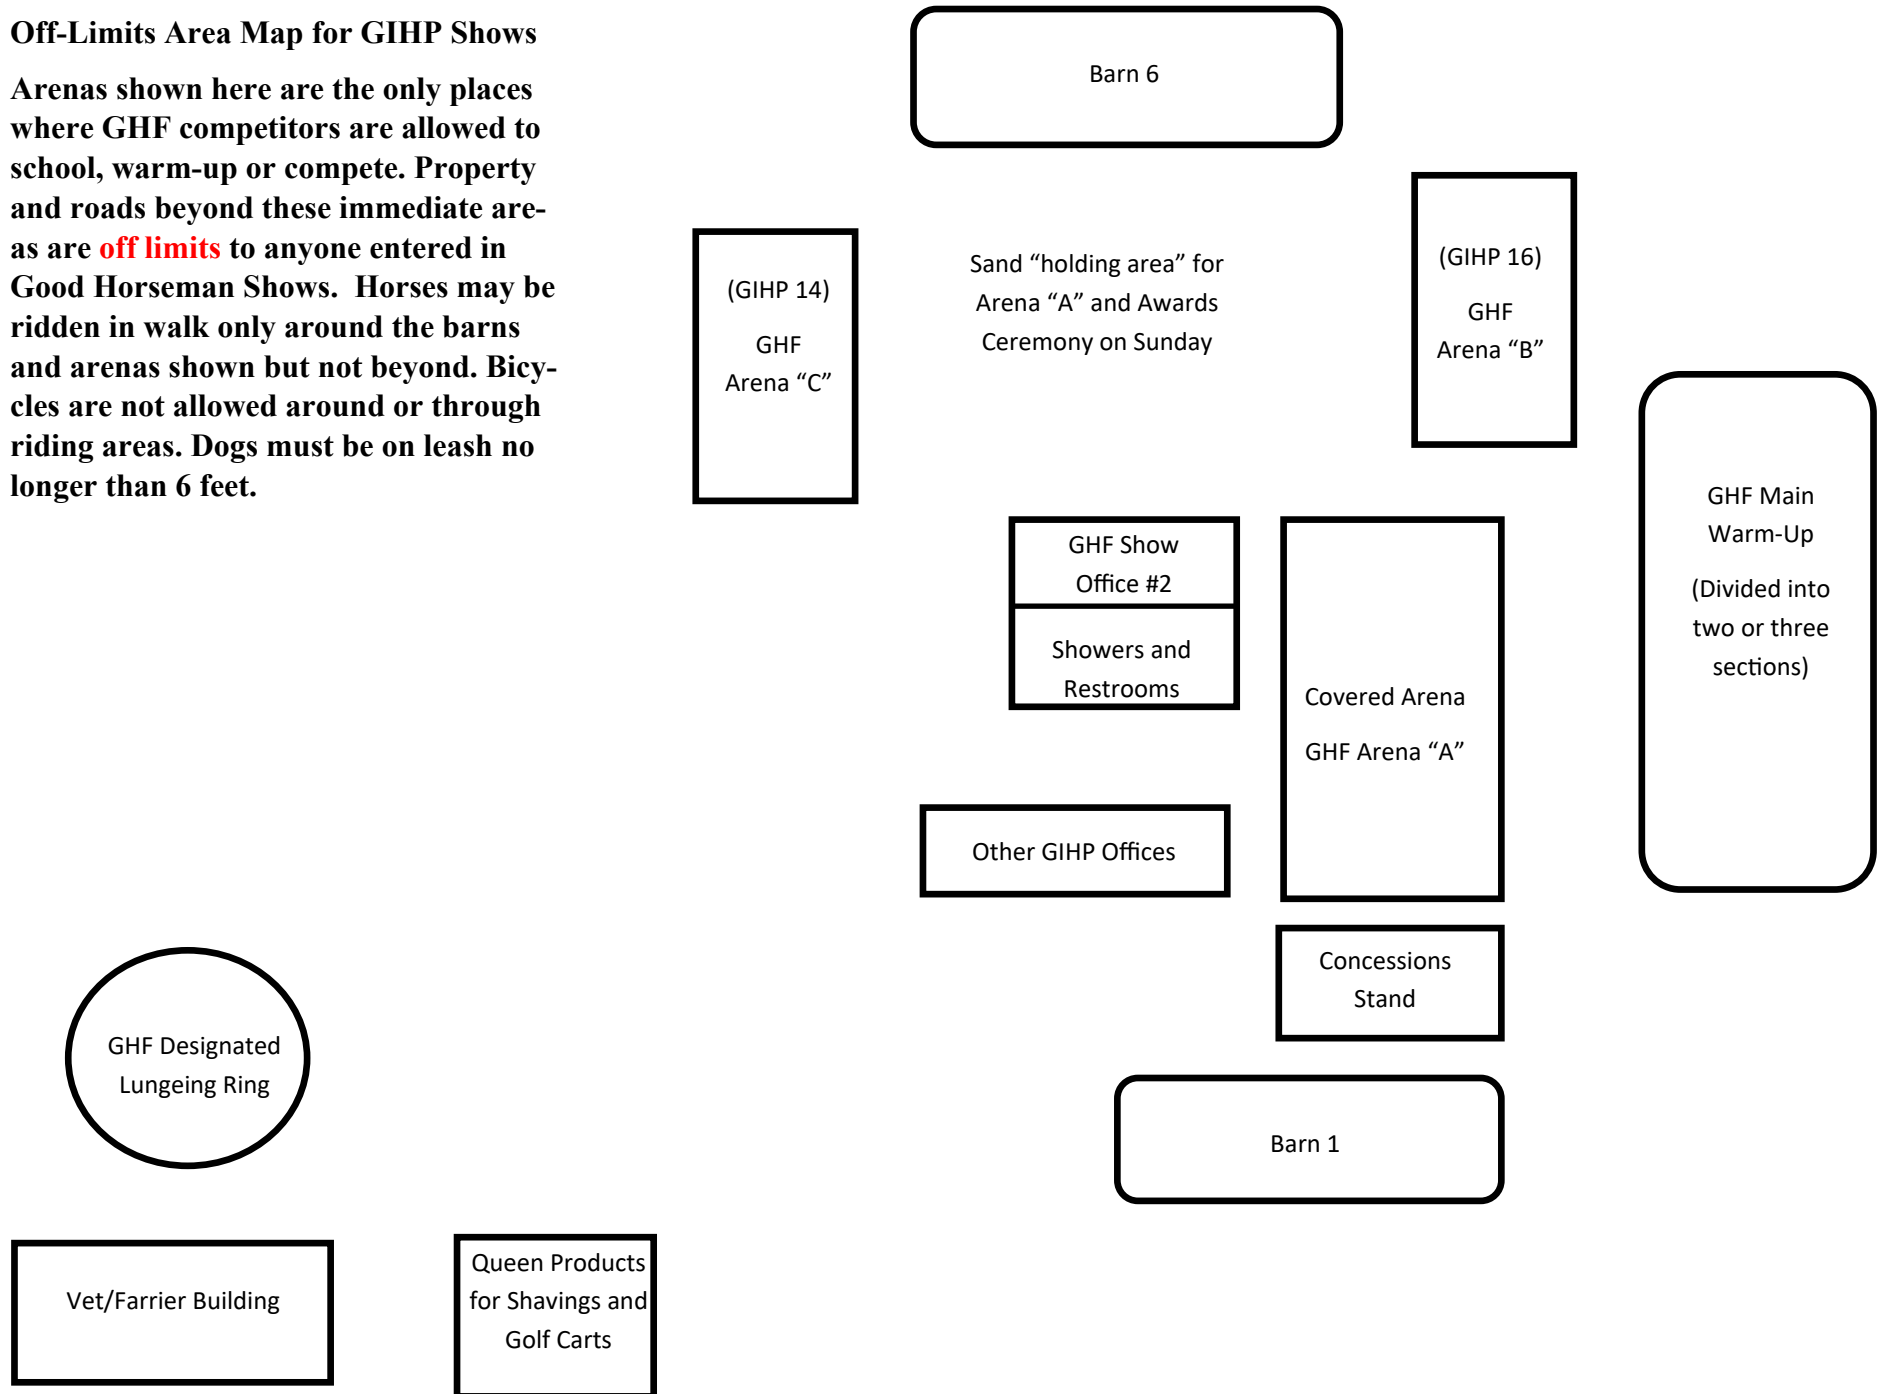 Off-Limits Area Map for GIHP Shows
Arenas shown here are the only places
where GHF competitors are allowed to
school, warm-up or compete. Property
and roads beyond these immediate are-
as are off limits to anyone entered in
Good Horseman Shows. Horses may be
ridden in walk only around the barns
and arenas shown but not beyond. Bicy-
cles are not allowed around or through
riding areas. Dogs must be on leash no
longer than 6 feet.
Barn 6
(GIHP 14)
GHF
Arena “C”
Sand “holding area” for
Arena “A” and Awards
Ceremony on Sunday
(GIHP 16)
GHF
Arena “B”
GHF Main
Warm-Up
(Divided into
two or three
sections)
GHF Show
Office #2
Showers and
Restrooms
Covered Arena
GHF Arena “A”
Other GIHP Offices
Concessions
Stand
GHF Designated
Lungeing Ring
Barn 1
Vet/Farrier Building
Queen Products
for Shavings and
Golf Carts